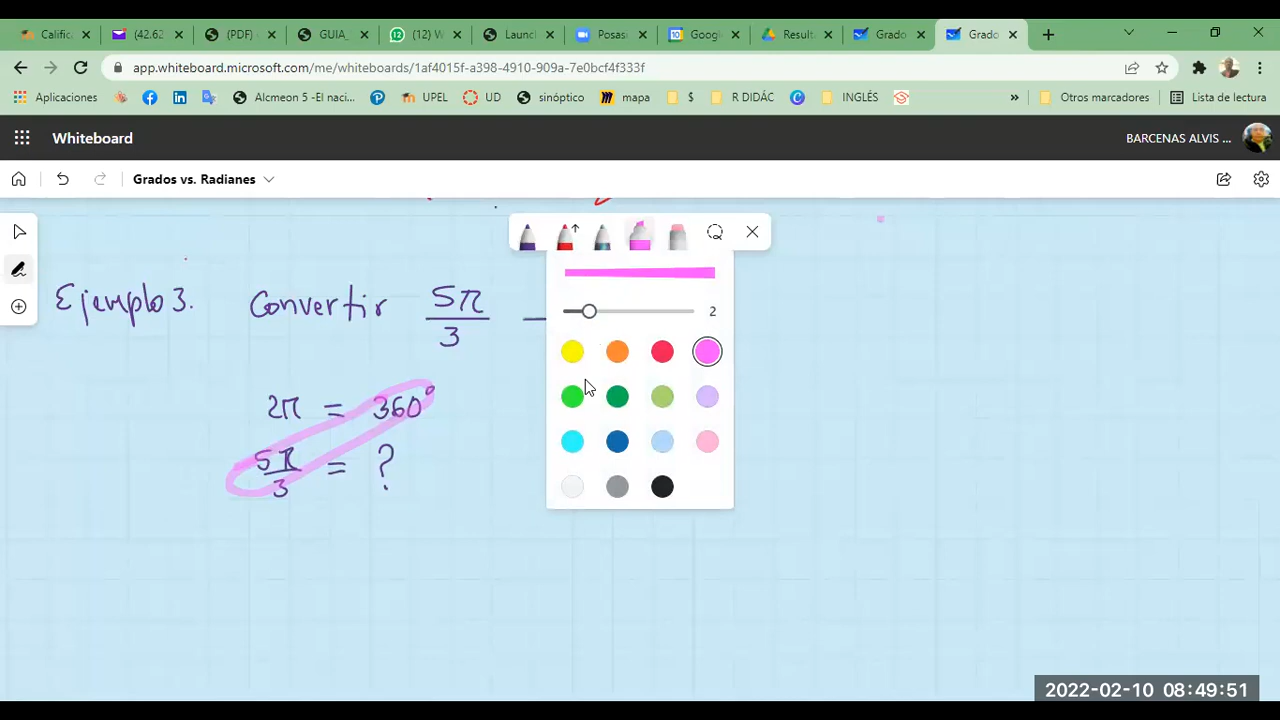 Calific
(42.62
(PDF) (
GUIA_
(12) W
Launc
Posas
Google
Result
Grado
Grado
app.whiteboard.microsoft.com/me/whiteboards/1af4015f-a398-4910-909a-7e0bcf4f333f
Aplicaciones
Alcmeon 5 -El naci...
UPEL
UD
sinóptico
mapa
$
R DIDÁC
INGLÉS
»
Otros marcadores
Lista de lectura
Whiteboard
BARCENAS ALVIS ...
Grados vs. Radianes
2
Ejemplo 3. Convertir 5π/3 —
2π = 360°
5π/3 = ?
2022-02-10 08:49:51